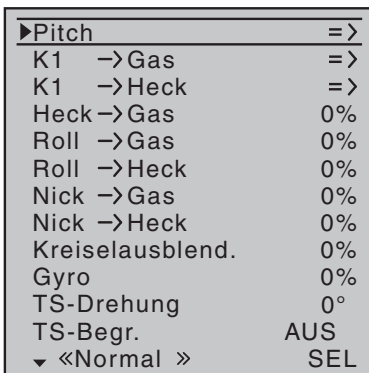 Pitch =>
K1 →Gas =>
K1 →Heck =>
Heck→Gas 0%
Roll →Gas 0%
Roll →Heck 0%
Nick →Gas 0%
Nick →Heck 0%
Kreiselausblend. 0%
Gyro 0%
TS-Drehung 0°
TS-Begr. AUS
«Normal » SEL